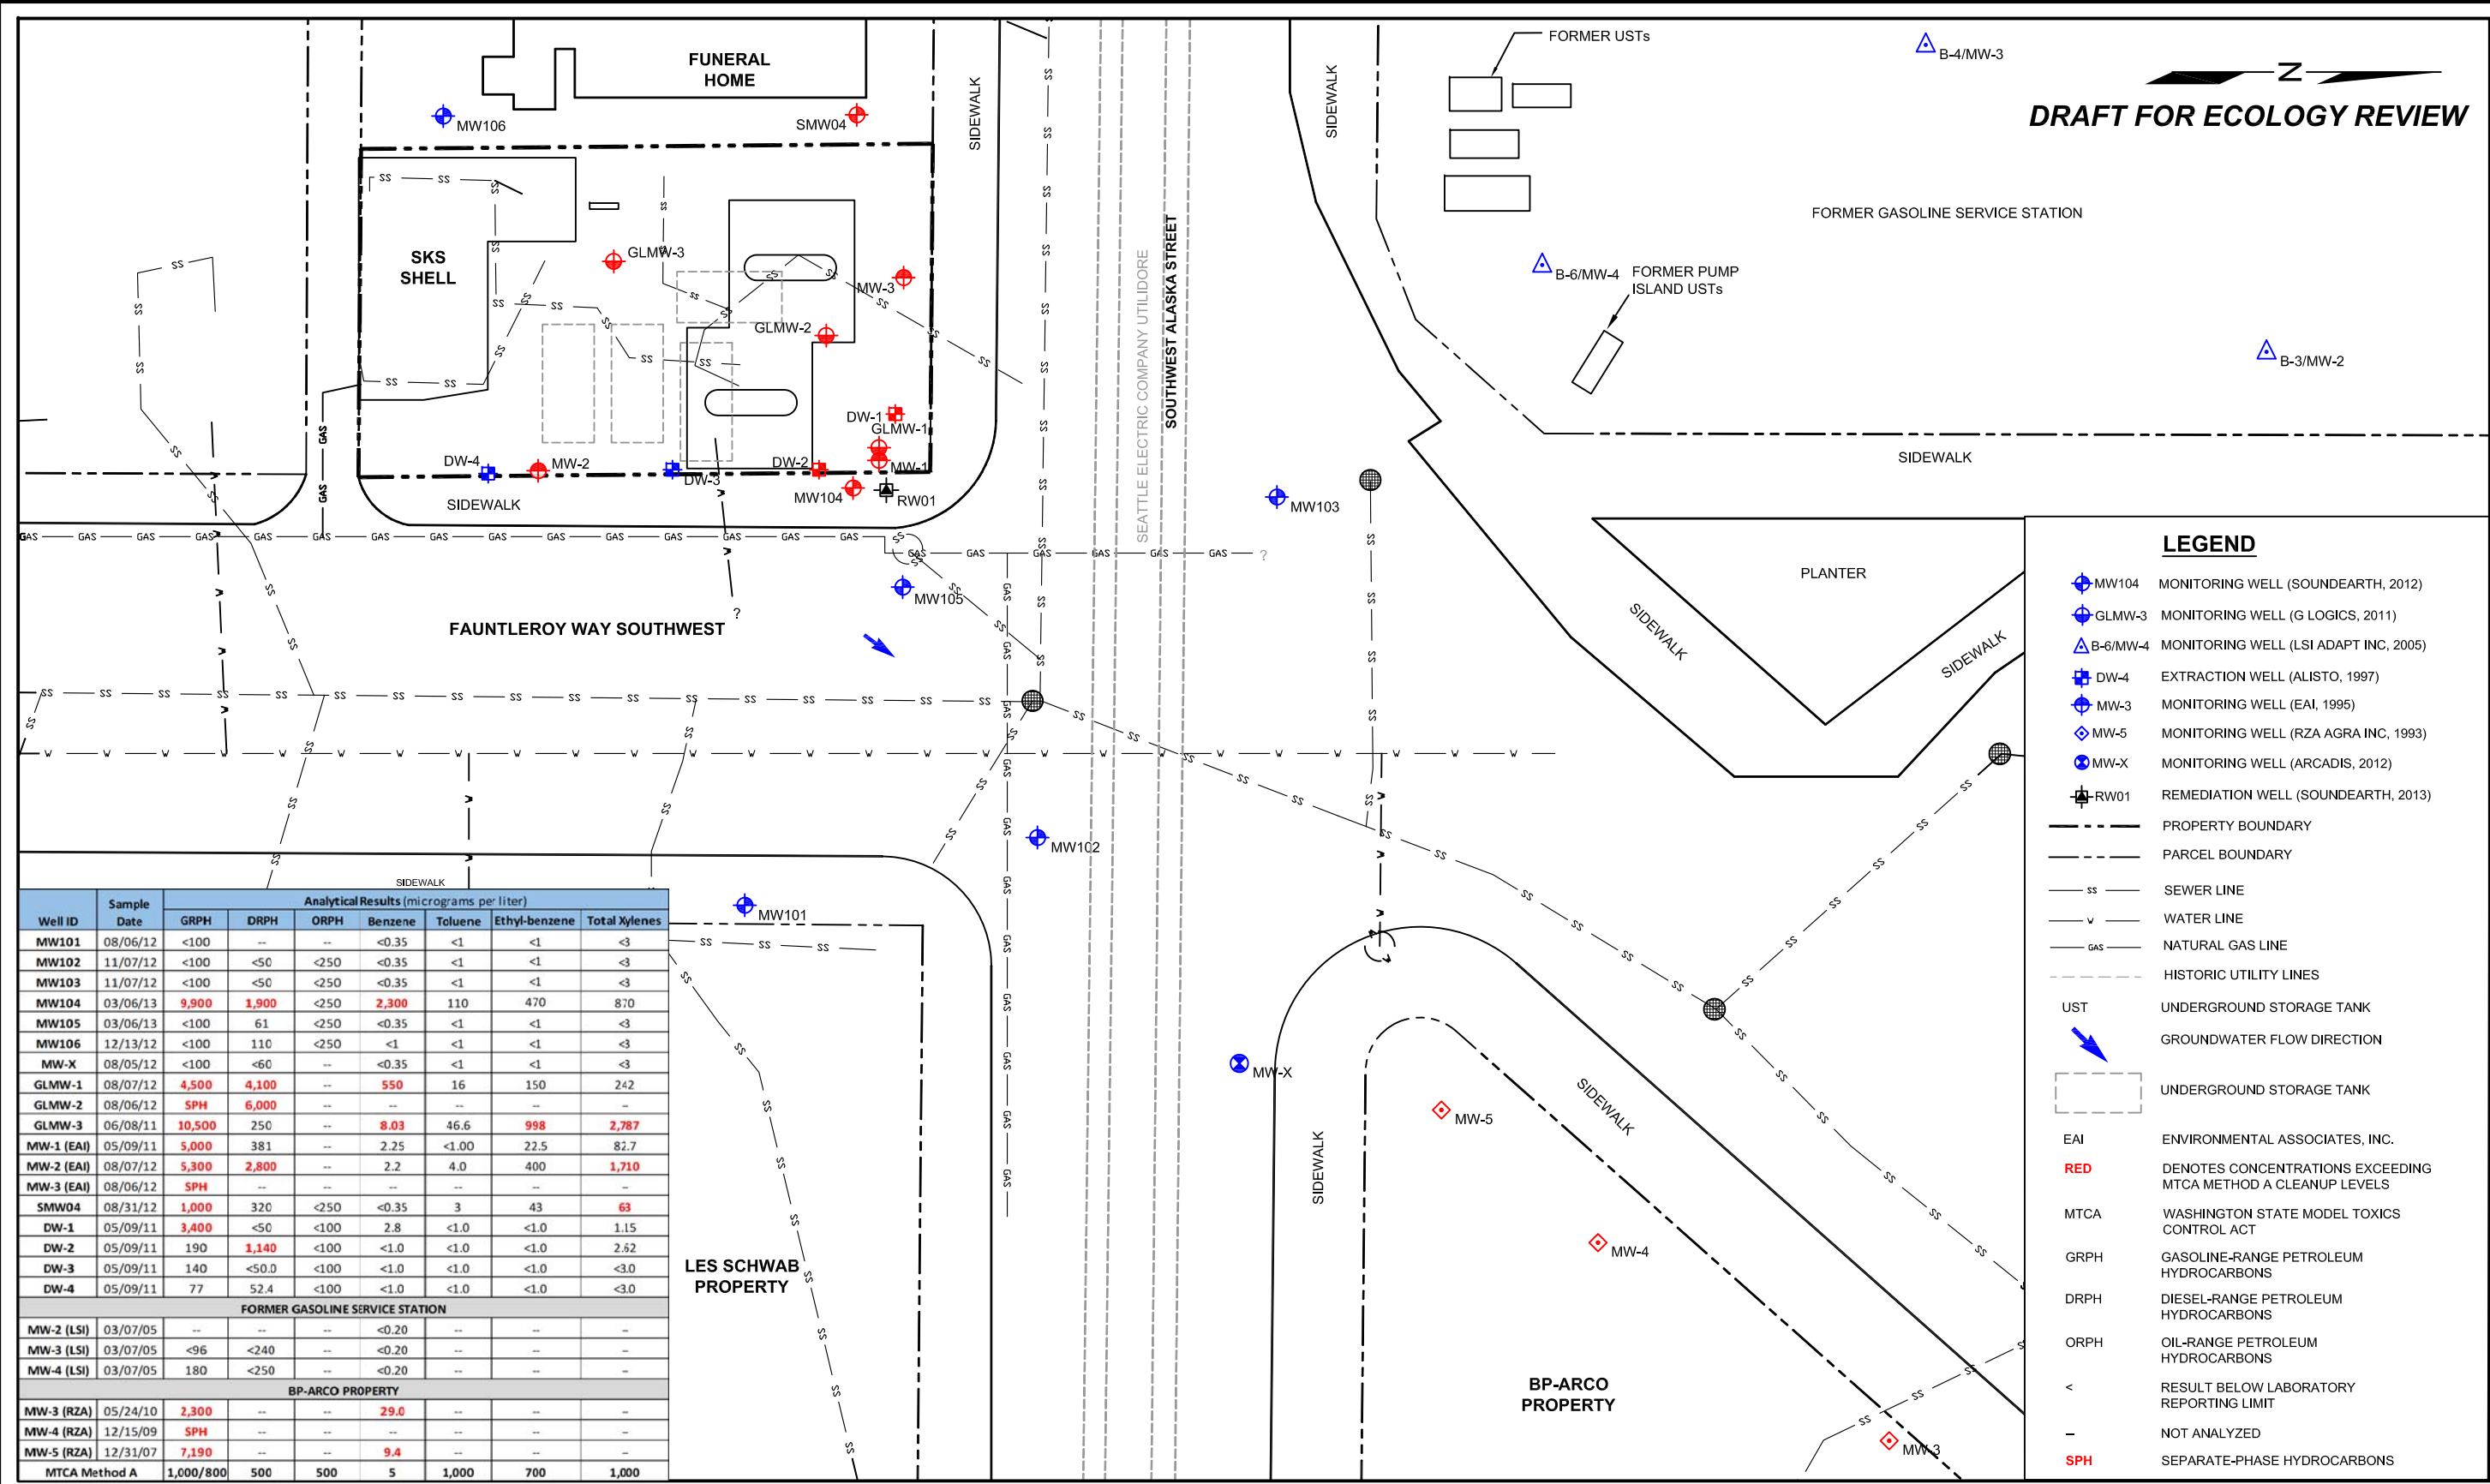 FUNERAL
HOME
MW106
SMW04
SIDEWALK
SIDEWALK
FORMER USTs
B-4/MW-3
N
DRAFT FOR ECOLOGY REVIEW
FORMER GASOLINE SERVICE STATION
SKS
SHELL
GLMW-3
MW-3
GLMW-2
B-6/MW-4
FORMER PUMP
ISLAND USTs
B-3/MW-2
SEATTLE ELECTRIC COMPANY UTILIDORE
SOUTHWEST ALASKA STREET
DW-1
GLMW-1
DW-4
MW-2
DW-3
DW-2
MW-1
MW104
RW01
SIDEWALK
MW103
SIDEWALK
GAS
SS
W
?
?
MW105
FAUNTLEROY WAY SOUTHWEST
PLANTER
SIDEWALK
SIDEWALK
MW102
SIDEWALK
MW101
MW-X
MW-5
SIDEWALK
SIDEWALK
MW-4
LES SCHWAB
PROPERTY
BP-ARCO
PROPERTY
MW-3
Well ID Sample Date Analytical Results (micrograms per liter)
GRPH DRPH ORPH Benzene Toluene Ethyl-benzene Total Xylenes
MW101 08/06/12 <100 -- -- <0.35 <1 <1 <3
MW102 11/07/12 <100 <50 <250 <0.35 <1 <1 <3
MW103 11/07/12 <100 <50 <250 <0.35 <1 <1 <3
MW104 03/06/13 9,900 1,900 <250 2,300 110 470 870
MW105 03/06/13 <100 61 <250 <0.35 <1 <1 <3
MW106 12/13/12 <100 110 <250 <1 <1 <1 <3
MW-X 08/05/12 <100 <60 -- <0.35 <1 <1 <3
GLMW-1 08/07/12 4,500 4,100 -- 550 16 150 242
GLMW-2 08/06/12 SPH 6,000 -- -- -- -- --
GLMW-3 06/08/11 10,500 250 -- 8.03 46.6 998 2,787
MW-1 (EAI) 05/09/11 5,000 381 -- 2.25 <1.00 22.5 82.7
MW-2 (EAI) 08/07/12 5,300 2,800 -- 2.2 4.0 400 1,710
MW-3 (EAI) 08/06/12 SPH -- -- -- -- -- --
SMW04 08/31/12 1,000 320 <250 <0.35 3 43 63
DW-1 05/09/11 3,400 <50 <100 2.8 <1.0 <1.0 1.15
DW-2 05/09/11 190 1,140 <100 <1.0 <1.0 <1.0 2.62
DW-3 05/09/11 140 <50.0 <100 <1.0 <1.0 <1.0 <3.0
DW-4 05/09/11 77 52.4 <100 <1.0 <1.0 <1.0 <3.0
FORMER GASOLINE SERVICE STATION
MW-2 (LSI) 03/07/05 -- -- -- <0.20 -- -- --
MW-3 (LSI) 03/07/05 <96 <240 -- <0.20 -- -- --
MW-4 (LSI) 03/07/05 180 <250 -- <0.20 -- -- --
BP-ARCO PROPERTY
MW-3 (RZA) 05/24/10 2,300 -- -- 29.0 -- -- --
MW-4 (RZA) 12/15/09 SPH -- -- -- -- -- --
MW-5 (RZA) 12/31/07 7,190 -- -- 9.4 -- -- --
MTCA Method A 1,000/800 500 500 5 1,000 700 1,000
LEGEND
MW104 MONITORING WELL (SOUNDEARTH, 2012)
GLMW-3 MONITORING WELL (G LOGICS, 2011)
B-6/MW-4 MONITORING WELL (LSI ADAPT INC, 2005)
DW-4 EXTRACTION WELL (ALISTO, 1997)
MW-3 MONITORING WELL (EAI, 1995)
MW-5 MONITORING WELL (RZA AGRA INC, 1993)
MW-X MONITORING WELL (ARCADIS, 2012)
RW01 REMEDIATION WELL (SOUNDEARTH, 2013)
PROPERTY BOUNDARY
PARCEL BOUNDARY
SS SEWER LINE
W WATER LINE
GAS NATURAL GAS LINE
HISTORIC UTILITY LINES
UST UNDERGROUND STORAGE TANK
GROUNDWATER FLOW DIRECTION
UNDERGROUND STORAGE TANK
EAI ENVIRONMENTAL ASSOCIATES, INC.
RED DENOTES CONCENTRATIONS EXCEEDING
MTCA METHOD A CLEANUP LEVELS
MTCA WASHINGTON STATE MODEL TOXICS
CONTROL ACT
GRPH GASOLINE-RANGE PETROLEUM
HYDROCARBONS
DRPH DIESEL-RANGE PETROLEUM
HYDROCARBONS
ORPH OIL-RANGE PETROLEUM
HYDROCARBONS
< RESULT BELOW LABORATORY
REPORTING LIMIT
– NOT ANALYZED
SPH SEPARATE-PHASE HYDROCARBONS